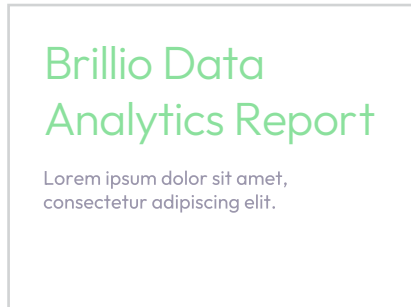 Brillio Data
Analytics Report
Lorem ipsum dolor sit amet,
consectetur adipiscing elit.